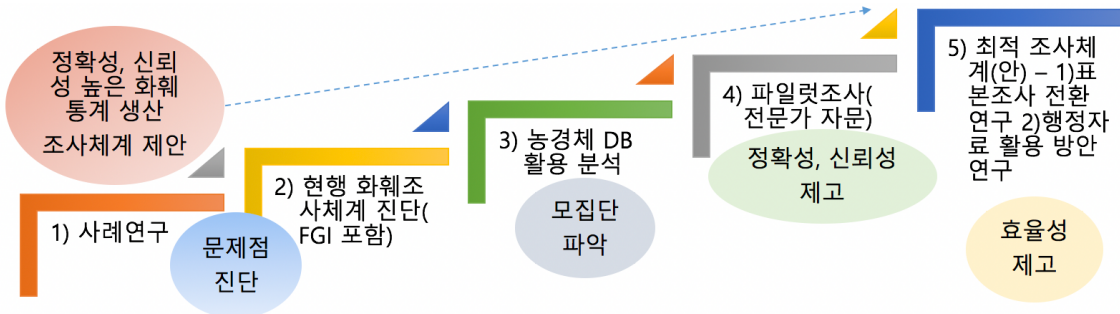 정확성, 신뢰
성 높은 화훼
통계 생산
조사체계 제안
1) 사례연구
문제점
진단
2) 현행 화훼조
사체계 진단(
FGI 포함)
3) 농경체 DB
활용 분석
모집단
파악
4) 파일럿조사(
전문가 자문)
정확성, 신뢰성
제고
5) 최적 조사체
계(안) – 1)표
본조사 전환
연구 2)행정자
료 활용 방안
연구
효율성
제고